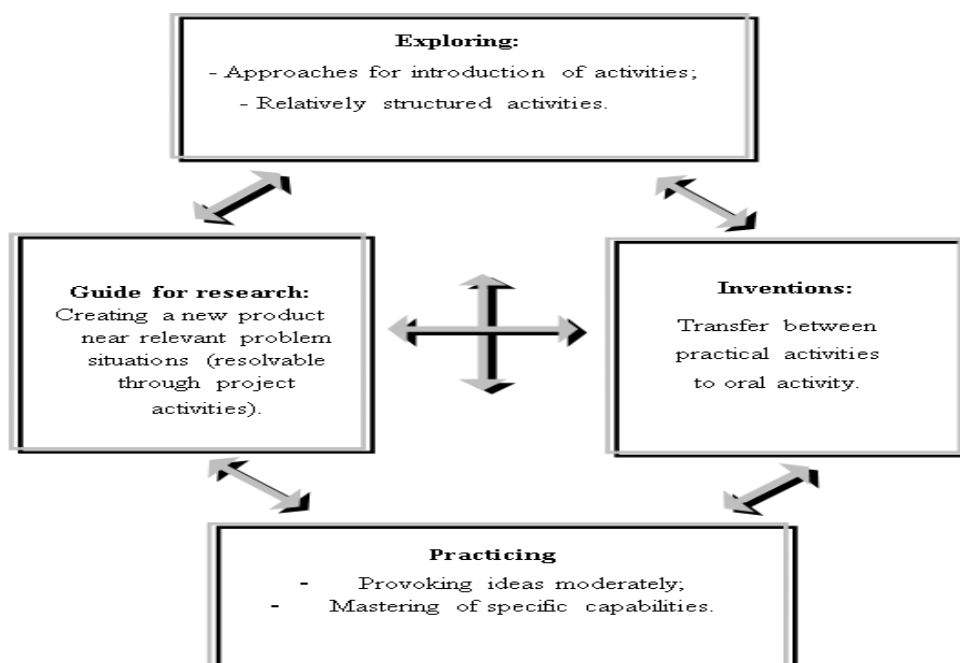 Exploring:
- Approaches for introduction of activities;
- Relatively structured activities.
Guide for research:
Creating a new product
near relevant problem
situations (resolvable
through project
activities).
Inventions:
Transfer between
practical activities
to oral activity.
Practicing
- Provoking ideas moderately;
- Mastering of specific capabilities.